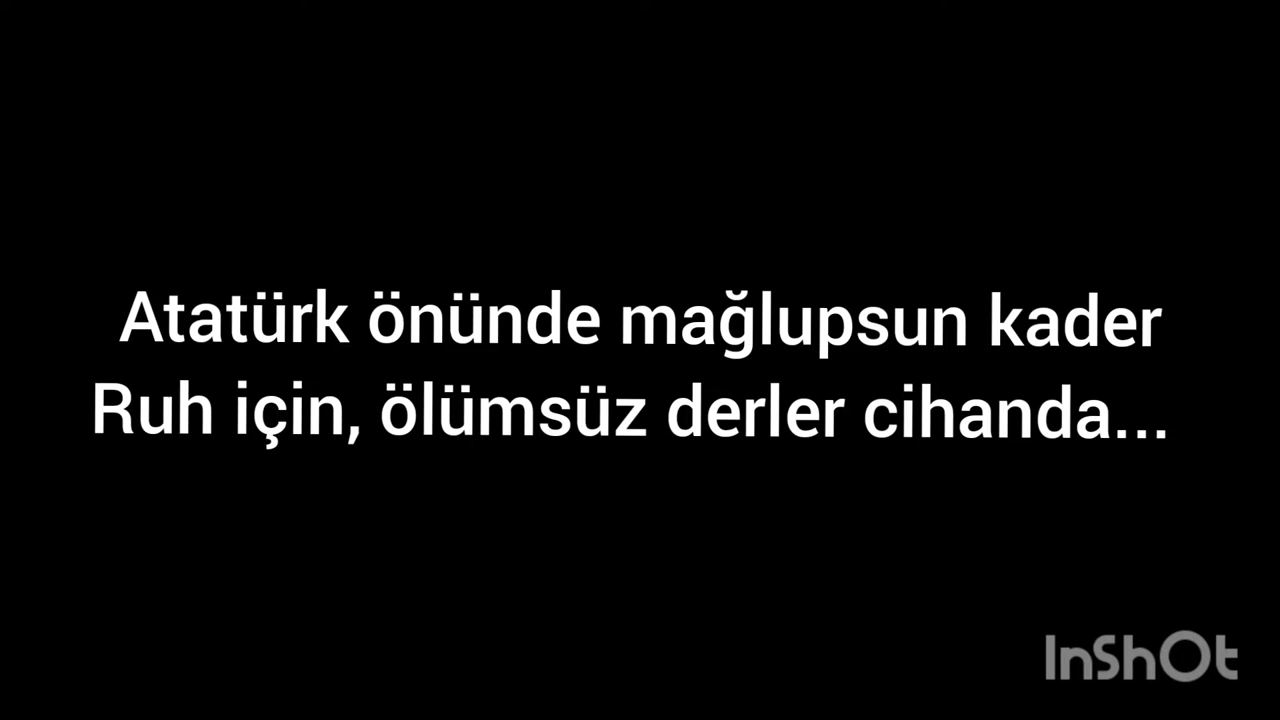 Atatürk önünde mağlupsun kader
Ruh için, ölümsüz derler cihanda...
InShOt